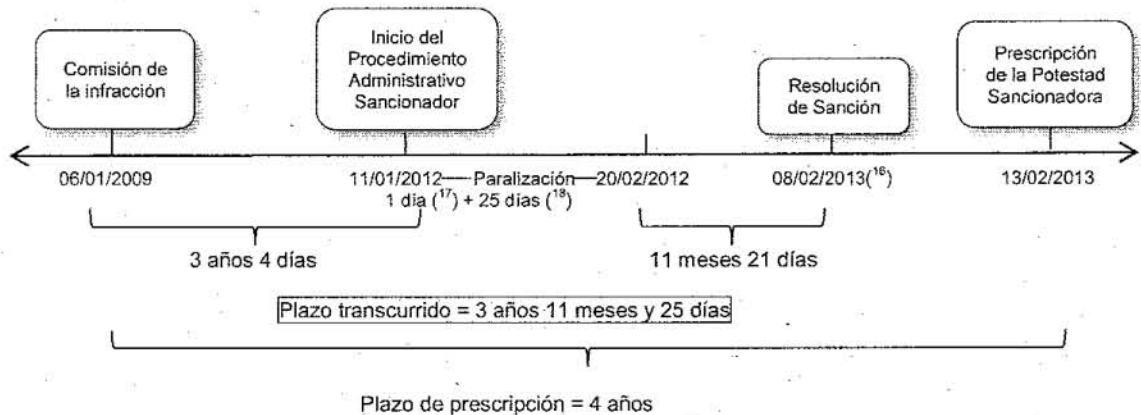 Comisión de
la infracción
Inicio del
Procedimiento
Administrativo
Sancionador
Resolución
de Sanción
Prescripción
de la Potestad
Sancionadora
06/01/2009
11/01/2012 — Paralización — 20/02/2012
1 día (17) + 25 días (18)
08/02/2013(16)
13/02/2013
3 años 4 días
11 meses 21 días
Plazo transcurrido = 3 años 11 meses y 25 días
Plazo de prescripción = 4 años